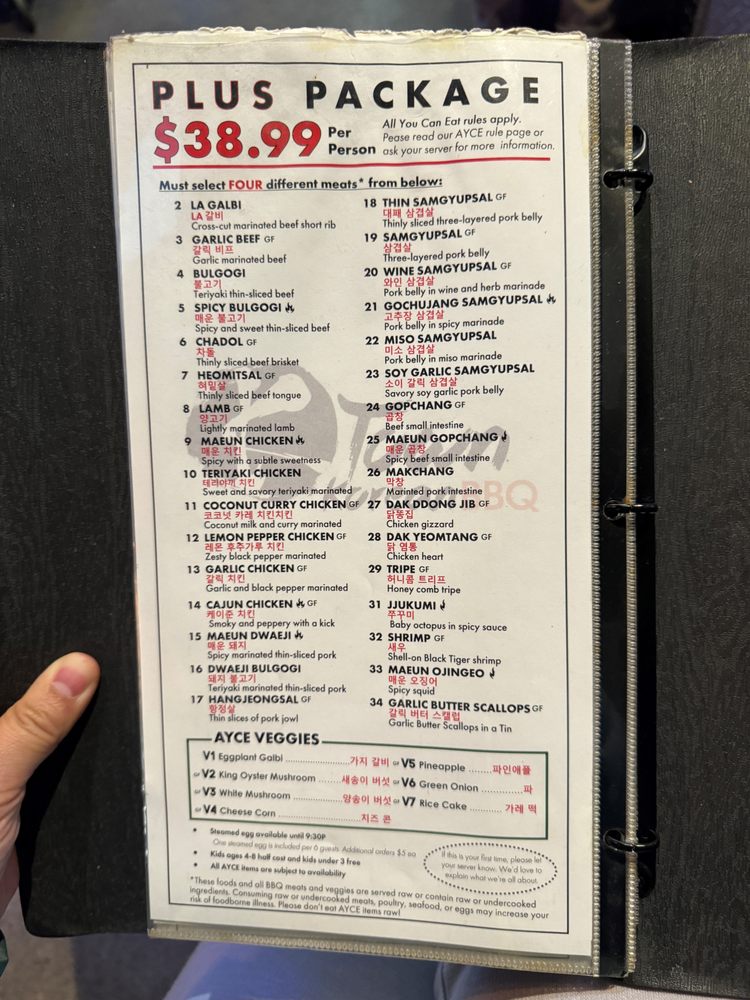 PLUS PACKAGE
$38.99 Per Person
All You Can Eat rules apply.
Pease read our AYCE rule page or
ask your server for more information.
Must select FOUR different meats* from below:
2 LA GALBI
LA 갈비
Cross-cut marinated beef short rib
3 GARLIC BEEF GF
갈릭 비프
Garlic marinated beef
4 BULGOGI
불고기
Teriyaki thin-sliced beef
5 SPICY BULGOGI
매운 불고기
Spicy and sweet thin-sliced beef
6 CHADOL GF
차돌
Thinly sliced beef brisket
7 HEOMITSAL GF
혀밑살
Thinly sliced beef tongue
8 LAMB GF
양고기
Lightly marinated lamb
9 MAEUN CHICKEN
매운 치킨
Spicy with a subtle sweetness
10 TERIYAKI CHICKEN
테리야끼 치킨
Sweet and savory teriyaki marinated
11 COCONUT CURRY CHICKEN GF
코코넛 카레 치킨치킨
Coconut milk and curry marinated
12 LEMON PEPPER CHICKEN GF
레몬 후추가루 치킨
Zesty black pepper marinated
13 GARLIC CHICKEN GF
갈릭 치킨
Garlic and black pepper marinated
14 CAJUN CHICKEN GF
케이준 치킨
Smoky and peppery with a kick
15 MAEUN DWAEJI
매운 돼지
Spicy marinated thin-sliced pork
16 DWAEJI BULGOGI
돼지 불고기
Teriyaki marinated thin-sliced pork
17 HANGJEONGSAL GF
항정살
Thin slices of pork jowl
18 THIN SAMGYUPSAL GF
대패 삼겹살
Thinly sliced three-layered pork belly
19 SAMGYUPSAL GF
삼겹살
Three-layered pork belly
20 WINE SAMGYUPSAL GF
와인 삼겹살
Pork belly in wine and herb marinade
21 GOCHUJANG SAMGYUPSAL
고추장 삼겹살
Pork belly in spicy marinade
22 MISO SAMGYUPSAL
미소 삼겹살
Pork belly in miso marinade
23 SOY GARLIC SAMGYUPSAL
소이 갈릭 삼겹살
Savory soy garlic pork belly
24 GOPCHANG GF
곱창
Beef small intestine
25 MAEUN GOPCHANG
매운 곱창
Spicy beef small intestine
26 MAKCHANG
막창
Marinted pork intestine
27 DAK DDONG JIB GF
닭똥집
Chicken gizzard
28 DAK YEOMTANG GF
닭 염통
Chicken heart
29 TRIPE GF
허니콤 트리프
Honey comb tripe
31 JJUKUMI
쭈꾸미
Baby octopus in spicy sauce
32 SHRIMP GF
새우
Shell-on Black Tiger shrimp
33 MAEUN OJINGEO
매운 오징어
Spicy squid
34 GARLIC BUTTER SCALLOPS GF
갈릭 버터 스캘럽
Garlic Butter Scallops in a Tin
BBQ
AYCE VEGGIES
V1 Eggplant Galbi ........................가지 갈비 or V5 Pineapple ........파인애플
or V2 King Oyster Mushroom ......새송이 버섯 or V6 Green Onion ............파
or V3 White Mushroom ..............양송이 버섯 or V7 Rice Cake ..........가레 떡
or V4 Cheese Corn ..............................치즈 콘
• Steamed egg available until 9:30P
One steamed egg is included per 6 guests. Additional orders $5 ea
• Kids ages 4-8 half cost and kids under 3 free
• All AYCE items are subject to availability
If this is your first time, please let
your server know. We'd love to
explain what we're all about.
*These foods and all BBQ meats and veggies are served raw or contain raw or undercooked
ingredients. Consuming raw or undercooked meats, poultry, seafood, or eggs may increase your
risk of foodborne illness. Please don't eat AYCE items raw!